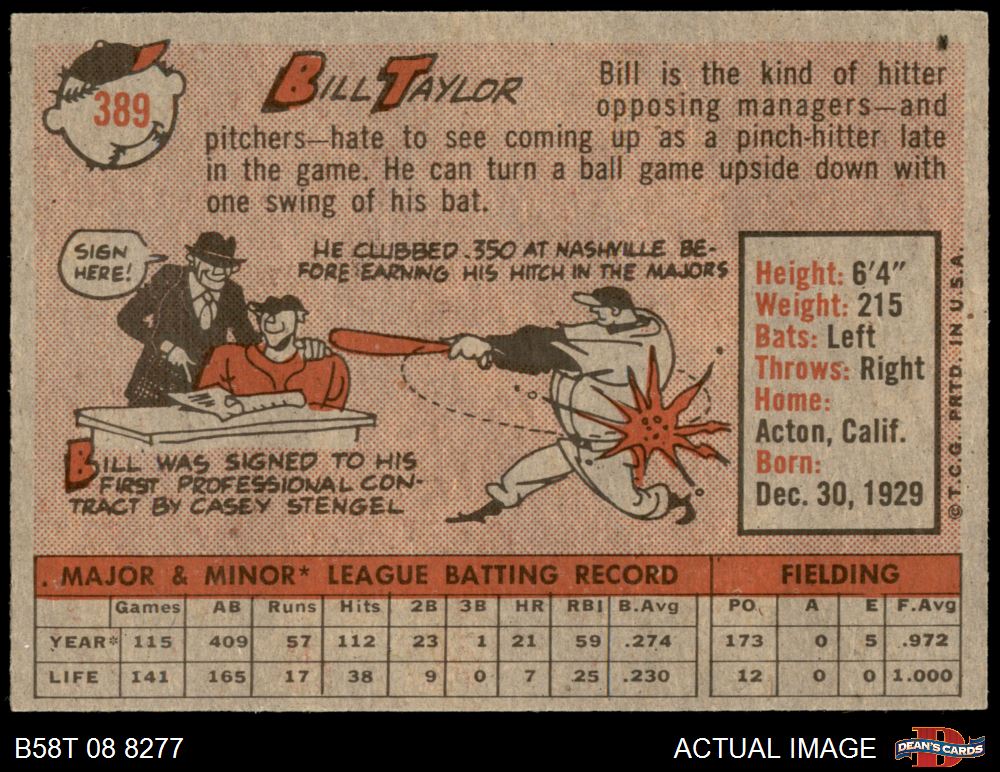 389
BILL TAYLOR
Bill is the kind of hitter
opposing managers—and
pitchers—hate to see coming up as a pinch-hitter late
in the game. He can turn a ball game upside down with
one swing of his bat.
SIGN
HERE!
HE CLUBBED .350 AT NASHVILLE BE-
FORE EARNING HIS HITCH IN THE MAJORS
BILL WAS SIGNED TO HIS
FIRST PROFESSIONAL CON-
TRACT BY CASEY STENGEL
Height: 6'4"
Weight: 215
Bats: Left
Throws: Right
Home:
Acton, Calif.
Born:
Dec. 30, 1929
© T.C.G. PRTD. IN U.S.A.
MAJOR & MINOR* LEAGUE BATTING RECORD FIELDING
Games AB Runs Hits 2B 3B HR RBI B.Avg PO A E F.Avg
YEAR* 115 409 57 112 23 1 21 59 .274 173 0 5 .972
LIFE 141 165 17 38 9 0 7 25 .230 12 0 0 1.000
B58T 08 8277
ACTUAL IMAGE
D
DEAN'S CARDS